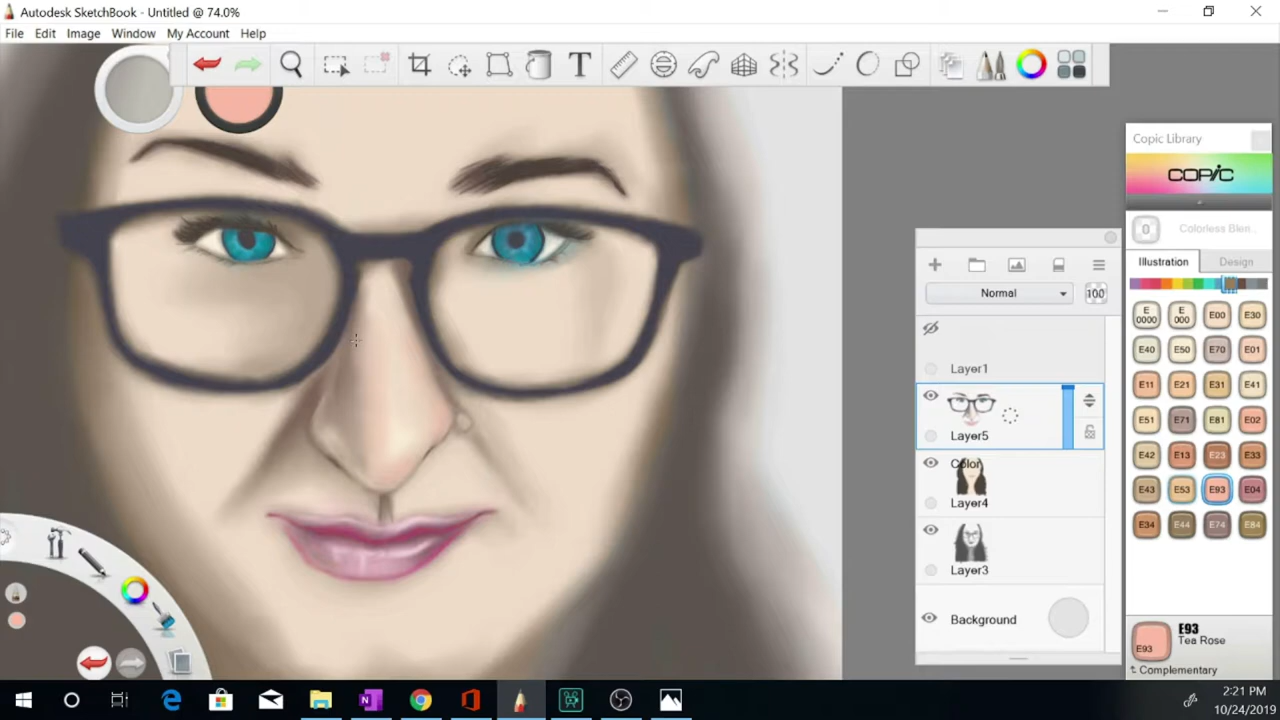 Autodesk SketchBook - Untitled @ 74.0%
File Edit Image Window My Account Help
T
Copic Library
COPIC
0 Colorless Blen...
Illustration Design
Normal 100
Layer1
Layer5
Color
Layer4
Layer3
Background
E0000 E000 E00 E30
E40 E50 E70 E01
E11 E21 E31 E41
E51 E71 E81 E02
E42 E13 E23 E33
E43 E53 E93 E04
E34 E44 E74 E84
E93
E93
Tea Rose
Complementary
2:21 PM
10/24/2019